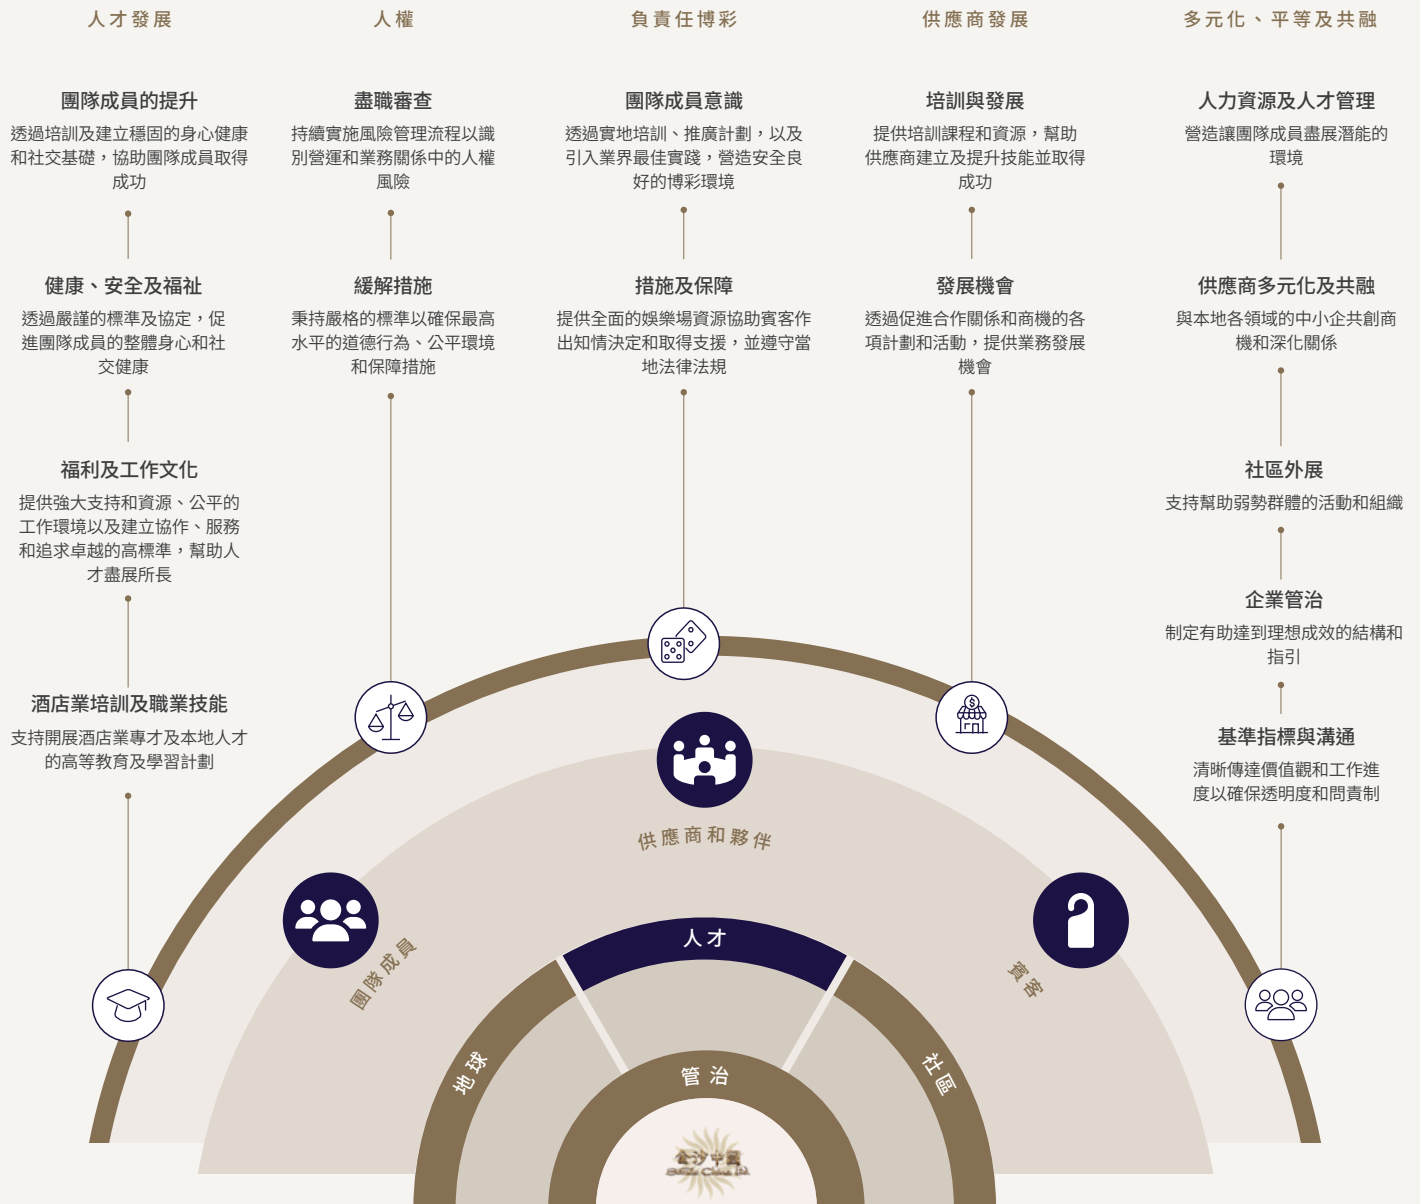 人才發展
團隊成員的提升
透過培訓及建立穩固的身心健康
和社交基礎，協助團隊成員取得
成功
健康、安全及福祉
透過嚴謹的標準及協定，促
進團隊成員的整體身心和社
交健康
福利及工作文化
提供強大支持和資源、公平的
工作環境以及建立協作、服務
和追求卓越的高標準，幫助人
才盡展所長
酒店業培訓及職業技能
支持開展酒店業專才及本地人才
的高等教育及學習計劃
人權
盡職審查
持續實施風險管理流程以識
別營運和業務關係中的人權
風險
緩解措施
秉持嚴格的標準以確保最高
水平的道德行為、公平環境
和保障措施
負責任博彩
團隊成員意識
透過實地培訓、推廣計劃，以及
引入業界最佳實踐，營造安全良
好的博彩環境
措施及保障
提供全面的娛樂場資源協助賓客作
出知情決定和取得支援，並遵守當
地法律法規
供應商發展
培訓與發展
提供培訓課程和資源，幫助
供應商建立及提升技能並取得
成功
發展機會
透過促進合作關係和商機的各
項計劃和活動，提供業務發展
機會
多元化、平等及共融
人力資源及人才管理
營造讓團隊成員盡展潛能的
環境
供應商多元化及共融
與本地各領域的中小企共創商
機和深化關係
社區外展
支持幫助弱勢群體的活動和組織
企業管治
制定有助達到理想成效的結構和
指引
基準指標與溝通
清晰傳達價值觀和工作進
度以確保透明度和問責制
供應商和夥伴
團隊成員
賓客
人才
地球
社區
管治
金沙中國
Sands China Ltd.